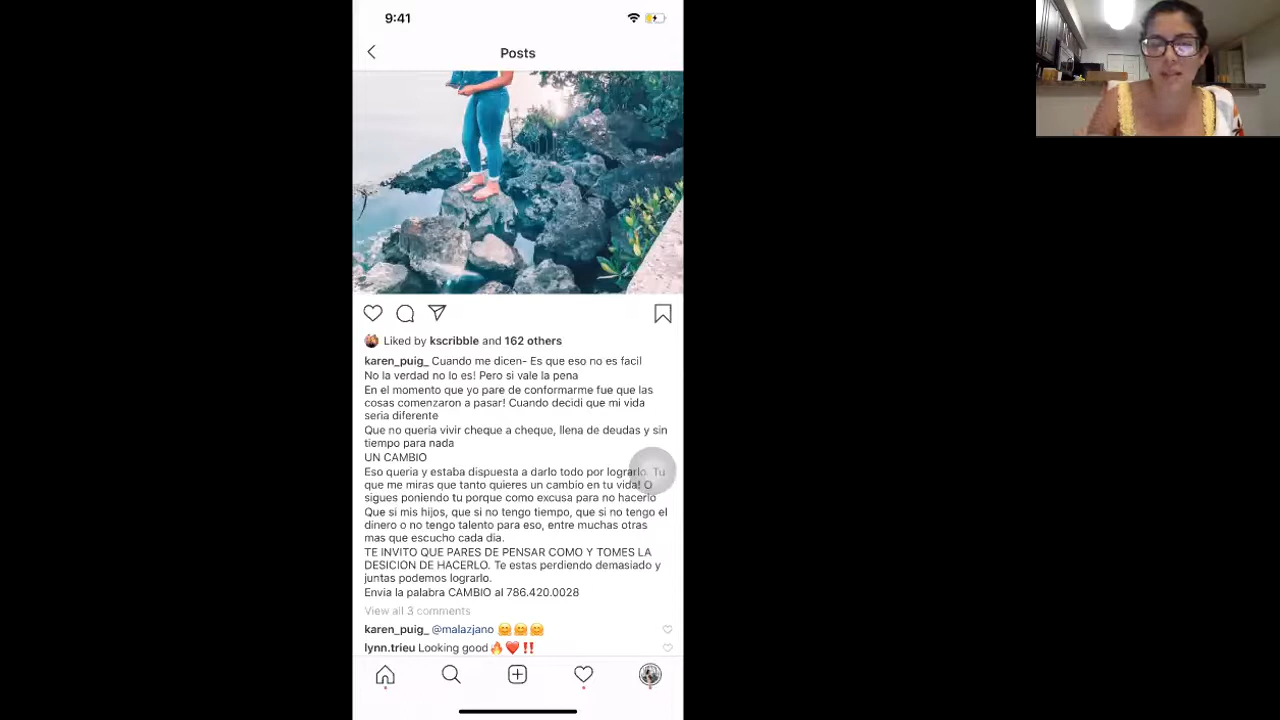 9:41
Posts
Liked by kscribble and 162 others
karen_puig_ Cuando me dicen- Es que eso no es facil
No la verdad no lo es! Pero si vale la pena
En el momento que yo pare de conformarme fue que las
cosas comenzaron a pasar! Cuando decidi que mi vida
seria diferente
Que no queria vivir cheque a cheque, llena de deudas y sin
tiempo para nada
UN CAMBIO
Eso queria y estaba dispuesta a darlo todo por lograrlo. Tu
que me miras que tanto quieres un cambio en tu vida! O
sigues poniendo tu porque como excusa para no hacerlo
Que si mis hijos, que si no tengo tiempo, que si no tengo el
dinero o no tengo talento para eso, entre muchas otras
mas que escucho cada dia.
TE INVITO QUE PARES DE PENSAR COMO Y TOMES LA
DESICION DE HACERLO. Te estas perdiendo demasiado y
juntas podemos lograrlo.
Envia la palabra CAMBIO al 786.420.0028
View all 3 comments
karen_puig_ @malazjano 🤗🤗🤗
lynn.trieu Looking good🔥❤️‼️